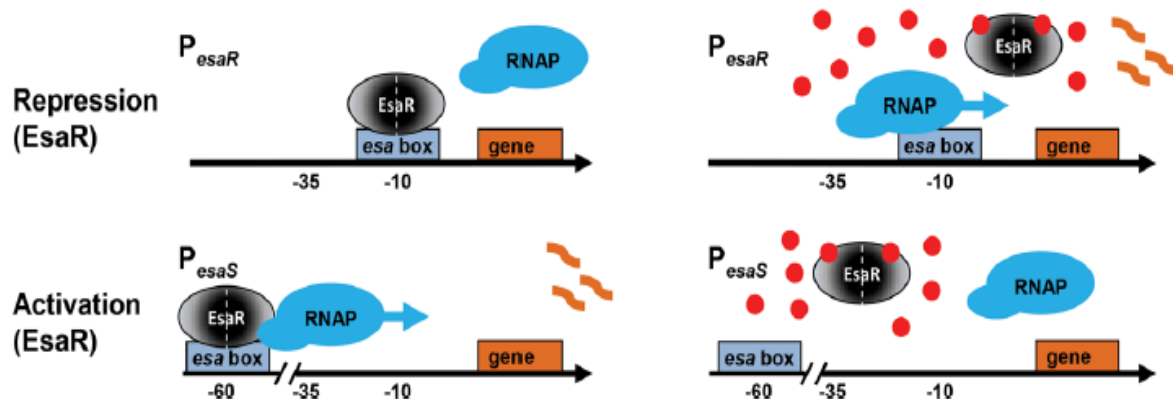 Repression
(EsaR)
PesaR
EsaR
RNAP
esa box
gene
-35
-10
PesaR
EsaR
RNAP
esa box
gene
-35
-10
Activation
(EsaR)
PesaS
EsaR
RNAP
esa box
gene
-60
-35
-10
PesaS
EsaR
RNAP
esa box
gene
-60
-35
-10